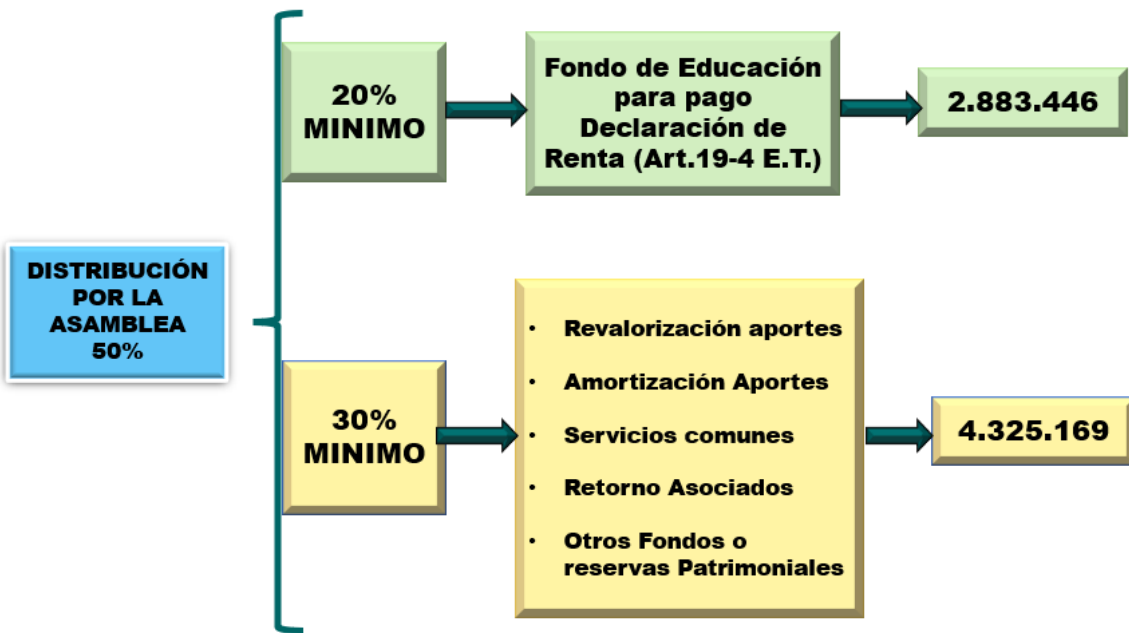 DISTRIBUCIÓN
POR LA
ASAMBLEA
50%
20%
MINIMO
Fondo de Educación
para pago
Declaración de
Renta (Art.19-4 E.T.)
2.883.446
30%
MINIMO
• Revalorización aportes
• Amortización Aportes
• Servicios comunes
• Retorno Asociados
• Otros Fondos o
reservas Patrimoniales
4.325.169